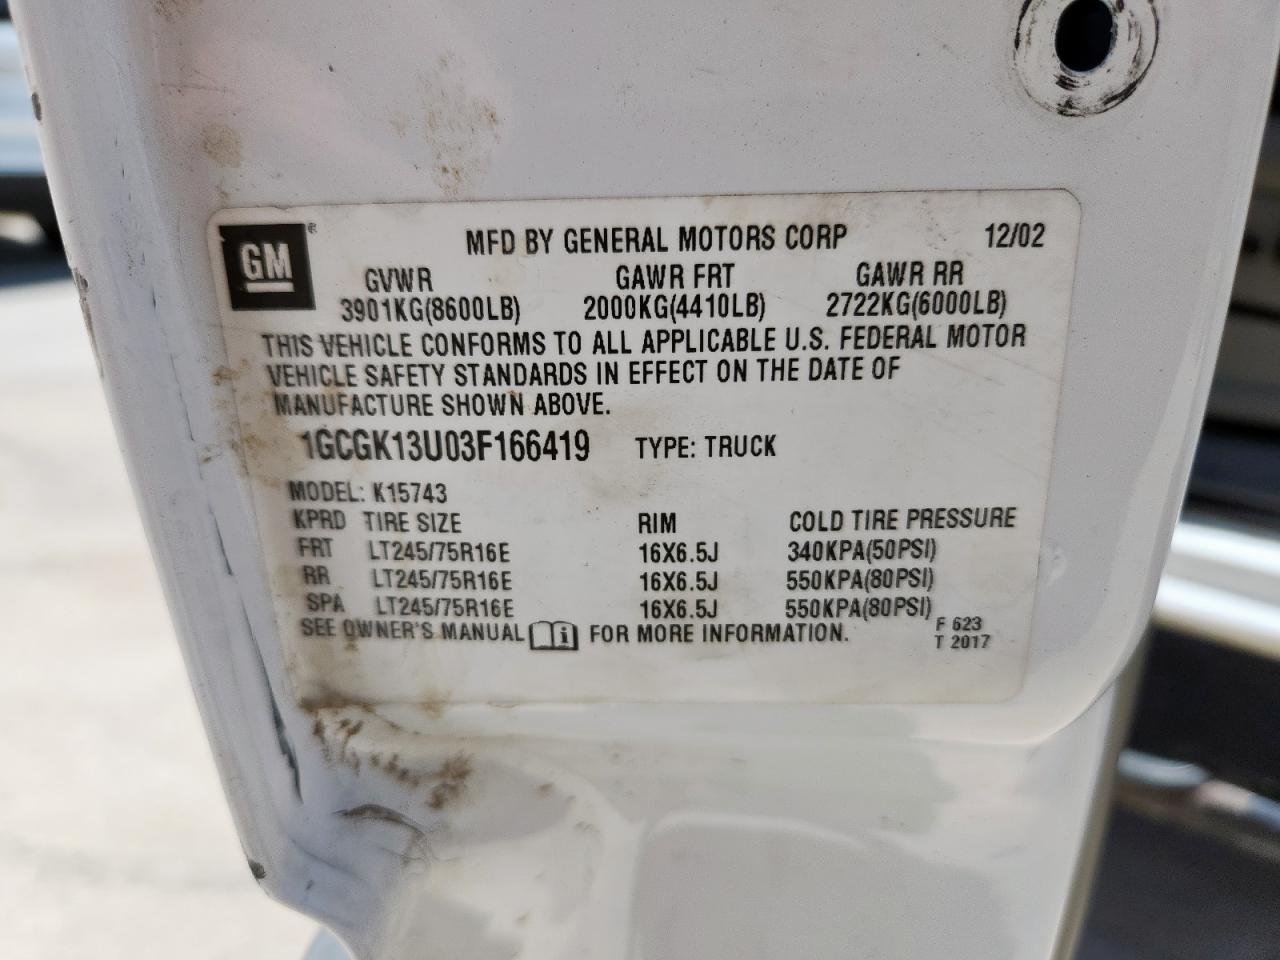 GM ®
MFD BY GENERAL MOTORS CORP 12/02
GVWR GAWR FRT GAWR RR
3901KG(8600LB) 2000KG(4410LB) 2722KG(6000LB)
THIS VEHICLE CONFORMS TO ALL APPLICABLE U.S. FEDERAL MOTOR
VEHICLE SAFETY STANDARDS IN EFFECT ON THE DATE OF
MANUFACTURE SHOWN ABOVE.
1GCGK13U03F166419 TYPE: TRUCK
MODEL: K15743
KPRD TIRE SIZE RIM COLD TIRE PRESSURE
FRT LT245/75R16E 16X6.5J 340KPA(50PSI)
RR LT245/75R16E 16X6.5J 550KPA(80PSI)
SPA LT245/75R16E 16X6.5J 550KPA(80PSI)
SEE OWNER'S MANUAL i FOR MORE INFORMATION. F 623
T 2017